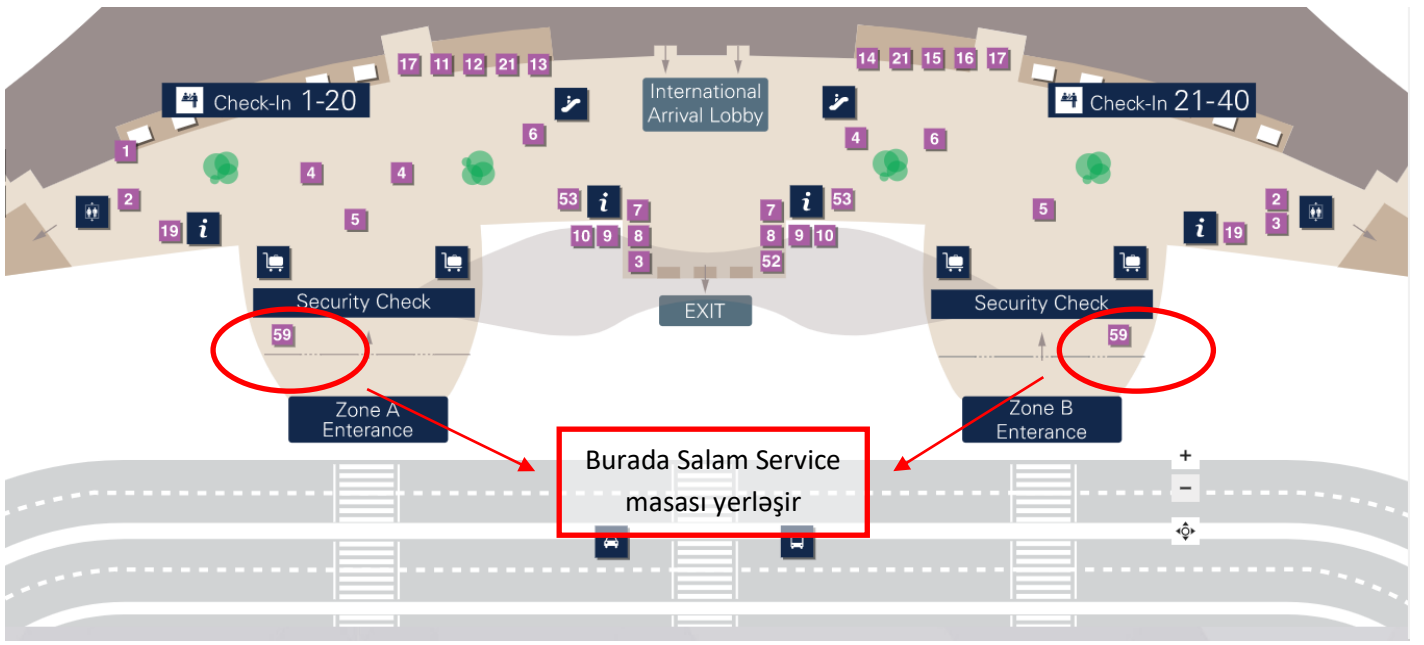 17 11 12 21 13
14 21 15 16 17
Check-In 1-20
International
Arrival Lobby
Check-In 21-40
6
4
6
1
4
4
2
5
53
i
7
7
i
53
5
2
19
i
10 9
8
8
9 10
i
19
3
3
52
Security Check
EXIT
Security Check
59
59
Zone A
Enterance
Zone B
Enterance
Burada Salam Service
masası yerləşir
+
−